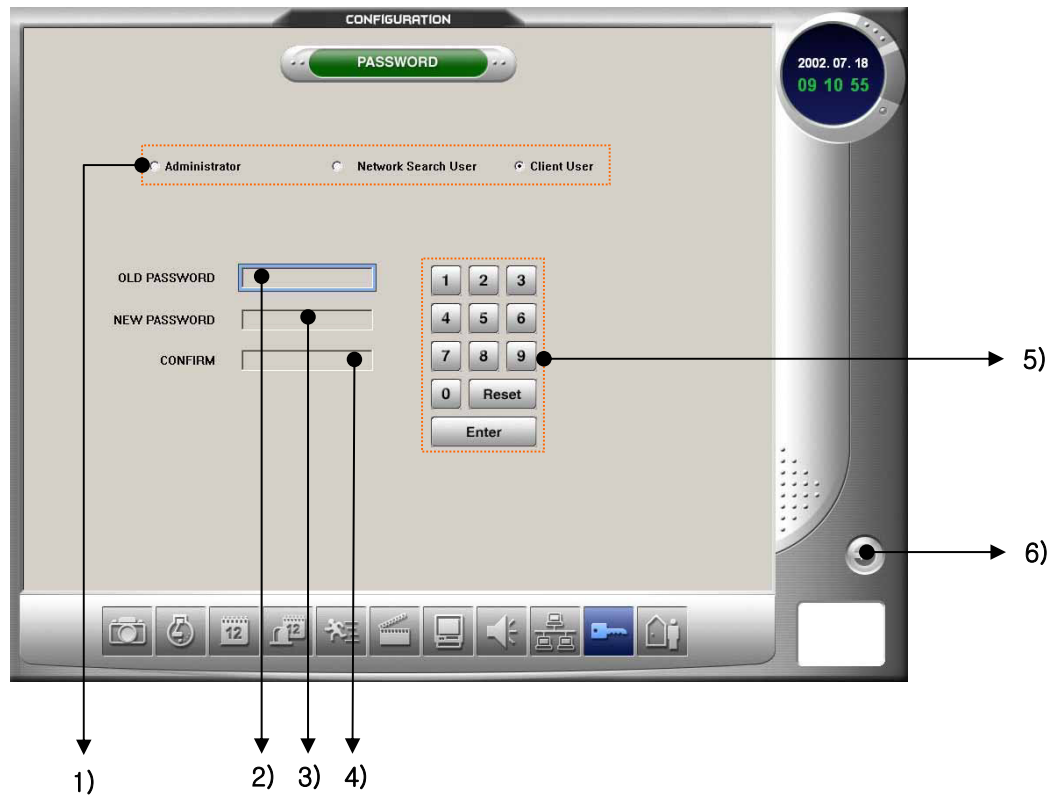 CONFIGURATION
PASSWORD
2002. 07. 18
09 10 55
Administrator Network Search User Client User
OLD PASSWORD
NEW PASSWORD
CONFIRM
1 2 3
4 5 6
7 8 9
0 Reset
Enter
5)
6)
12 12
1) 2) 3) 4)